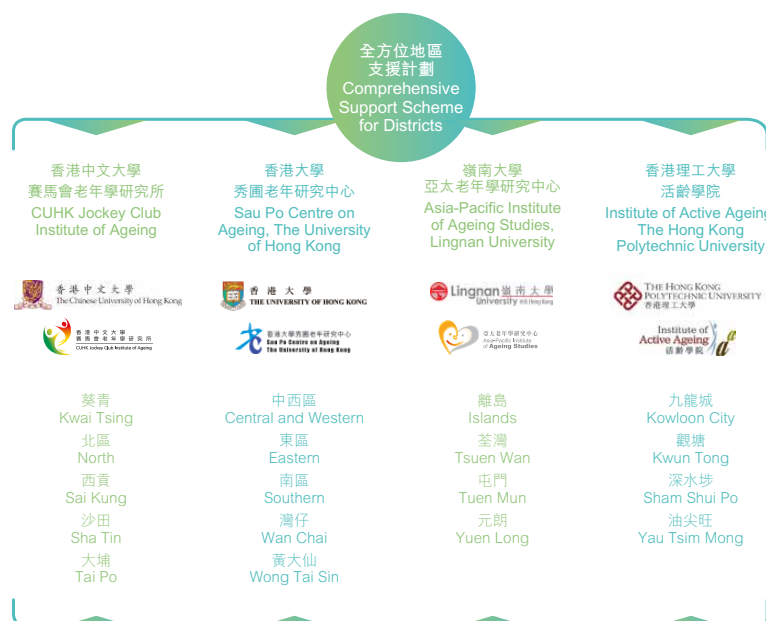 全方位地區
支援計劃
Comprehensive
Support Scheme
for Districts
香港中文大學
賽馬會老年學研究所
CUHK Jockey Club
Institute of Ageing
香港中文大學
The Chinese University of Hong Kong
香港中文大學
賽馬會老年學研究所
CUHK Jockey Club Institute of Ageing
葵青
Kwai Tsing
北區
North
西貢
Sai Kung
沙田
Sha Tin
大埔
Tai Po
香港大學
秀圃老年研究中心
Sau Po Centre on
Ageing, The University
of Hong Kong
香港大學
THE UNIVERSITY OF HONG KONG
香港大學秀圃老年研究中心
Sau Po Centre on Ageing
The University of Hong Kong
中西區
Central and Western
東區
Eastern
南區
Southern
灣仔
Wan Chai
黃大仙
Wong Tai Sin
嶺南大學
亞太老年學研究中心
Asia-Pacific Institute
of Ageing Studies,
Lingnan University
Lingnan 嶺南大學
University Hong Kong
亞太老年學研究中心
Asia-Pacific Institute
of Ageing Studies
離島
Islands
荃灣
Tsuen Wan
屯門
Tuen Mun
元朗
Yuen Long
香港理工大學
活齡學院
Institute of Active Ageing
The Hong Kong
Polytechnic University
THE HONG KONG
POLYTECHNIC UNIVERSITY
香港理工大學
Institute of
Active Ageing
活齡學院
九龍城
Kowloon City
觀塘
Kwun Tong
深水埗
Sham Shui Po
油尖旺
Yau Tsim Mong